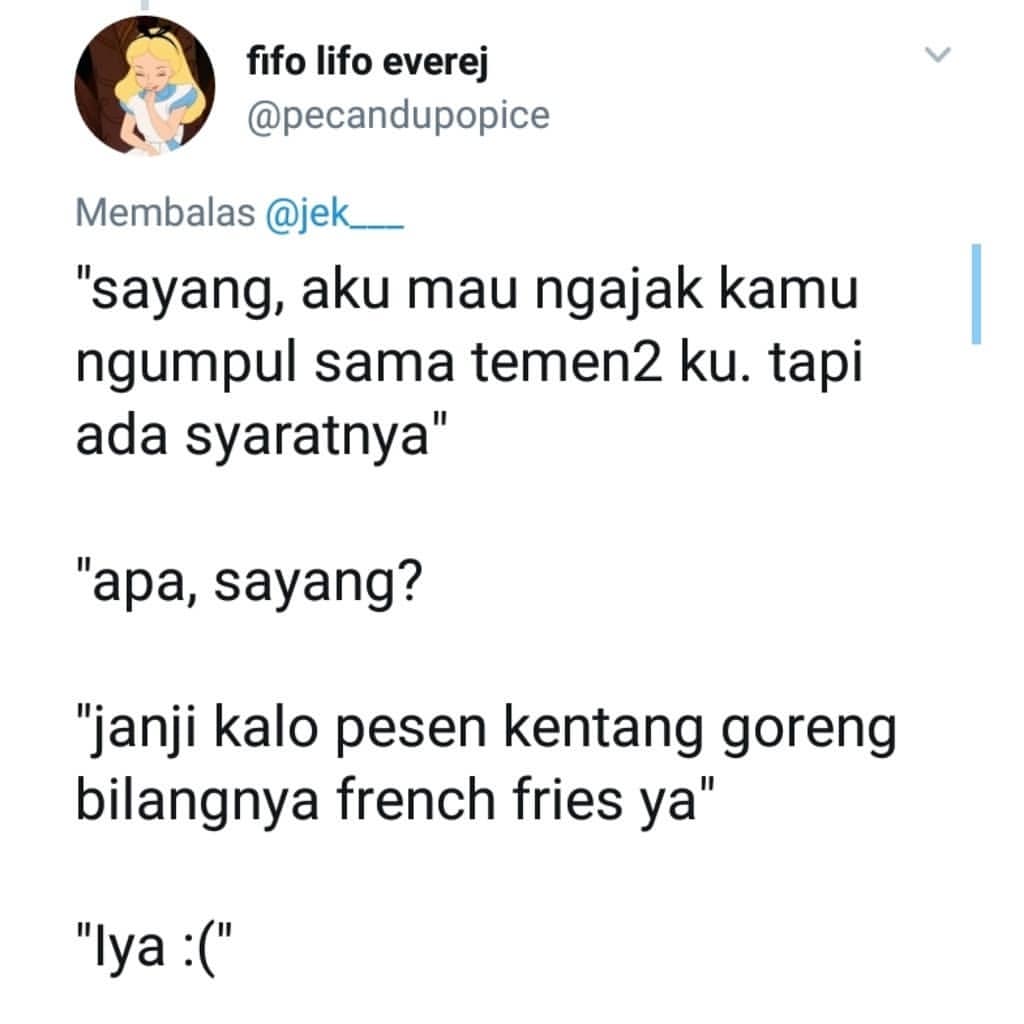 fifo lifo everej
@pecandupopice
Membalas @jek___
"sayang, aku mau ngajak kamu
ngumpul sama temen2 ku. tapi
ada syaratnya"
"apa, sayang?
"janji kalo pesen kentang goreng
bilangnya french fries ya"
"Iya :("